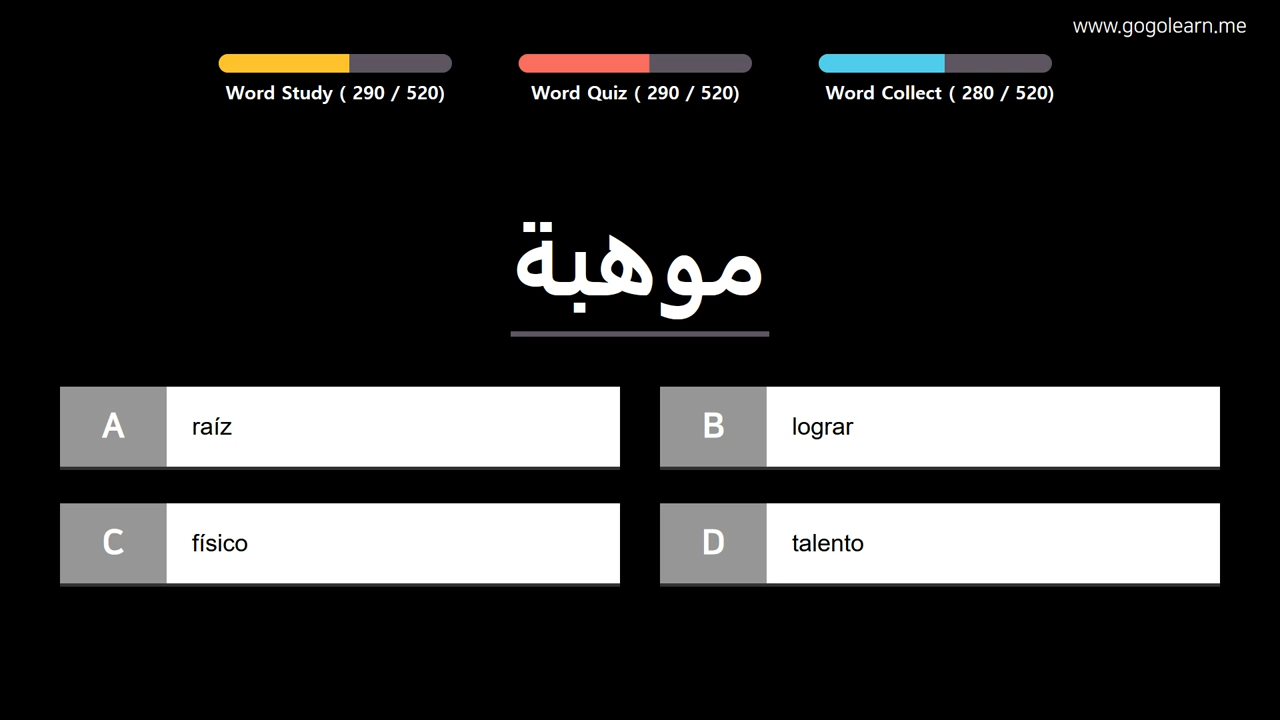 www.gogolearn.me
Word Study ( 290 / 520)
Word Quiz ( 290 / 520)
Word Collect ( 280 / 520)
موهبة
A raíz
B lograr
C físico
D talento